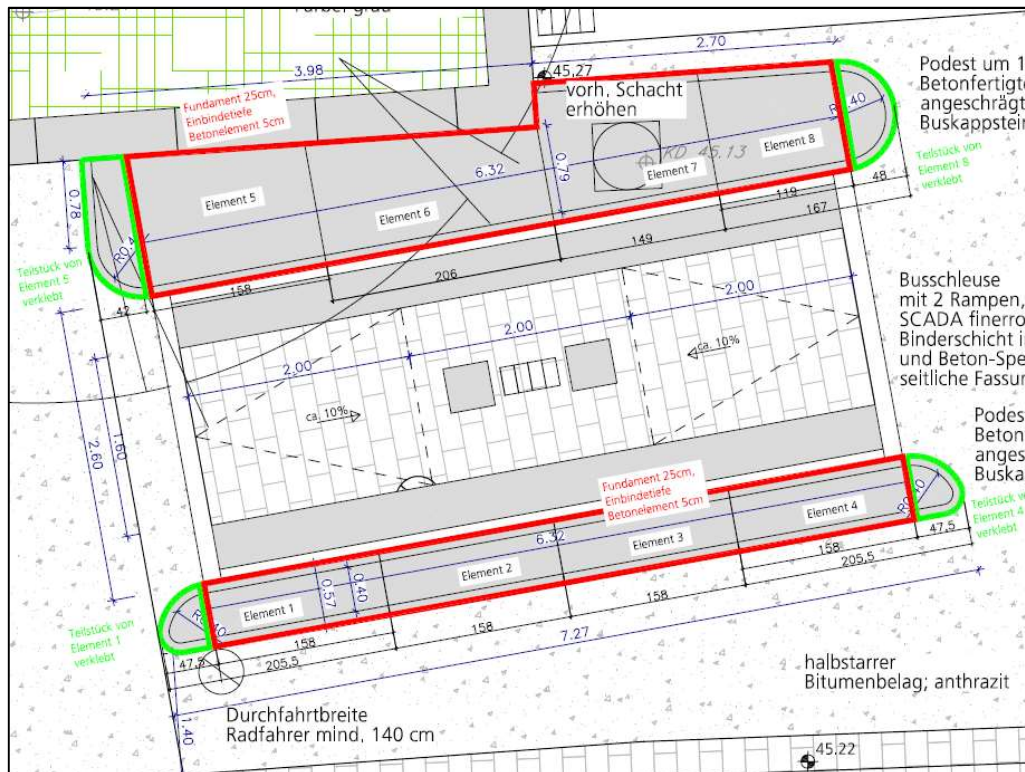 Farbe: grau
2.70
3.98
45,27
vorh, Schacht
erhöhen
Podest um 1
Betonfertigte
angeschrägt
Buskappstein
Fundament 25cm,
Einbindetiefe
Betonelement 5cm
R0.40
Teilstück von
Element 8
verklebt
KD 45.13
Element 8
Element 7
6.32
0.79
0.78
Element 5
Element 6
48
119
167
149
206
158
42
Teilstück von
Element 5
verklebt
2.00
2.00
2.00
ca. 10%
ca. 10%
Busschleuse
mit 2 Rampen,
SCADA finerro
Binderschicht i
und Beton-Spe
seitliche Fassur
1.60
2.60
Podes
Beton
anges
Buska
Fundament 25cm,
Einbindetiefe
Betonelement 5cm
R0.40
Teilstück von
Element 4
verklebt
47,5
6.32
Element 4
Element 3
Element 2
Element 1
0.57
0.40
158
205,5
158
158
158
7.27
R0.40
Teilstück von
Element 1
verklebt
47,5
205,5
1.40
Durchfahrtbreite
Radfahrer mind, 140 cm
halbstarrer
Bitumenbelag; anthrazit
45.22